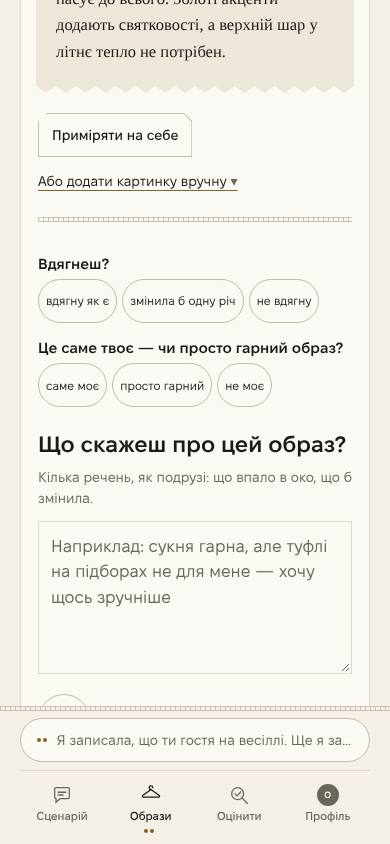 пасує до всього. Золоті акценти
додають святковості, а верхній шар у
літнє тепло не потрібен.
Приміряти на себе
Або додати картинку вручну ▾
Вдягнеш?
вдягну як є
змінила б одну річ
не вдягну
Це саме твоє — чи просто гарний образ?
саме моє
просто гарний
не моє
Що скажеш про цей образ?
Кілька речень, як подрузі: що впало в око, що б
змінила.
Наприклад: сукня гарна, але туфлі
на підборах не для мене — хочу
щось зручніше
Я записала, що ти гостя на весіллі. Ще я за...
Сценарій
Образи
Оцінити
О
Профіль